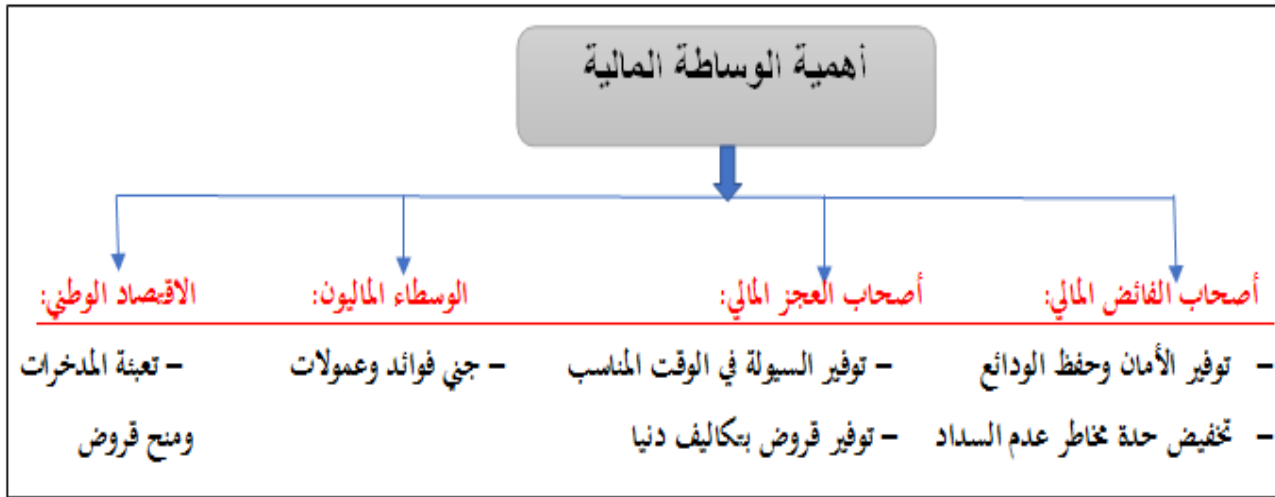 أهمية الوساطة المالية
أصحاب الفائض المالي:
– توفير الأمان وحفظ الودائع
– تخفيض حدة مخاطر عدم السداد
أصحاب العجز المالي:
– توفير السيولة في الوقت المناسب
– توفير قروض بتكاليف دنيا
الوسطاء الماليون:
– جني فوائد وعمولات
الاقتصاد الوطني:
– تعبئة المدخرات
ومنح قروض